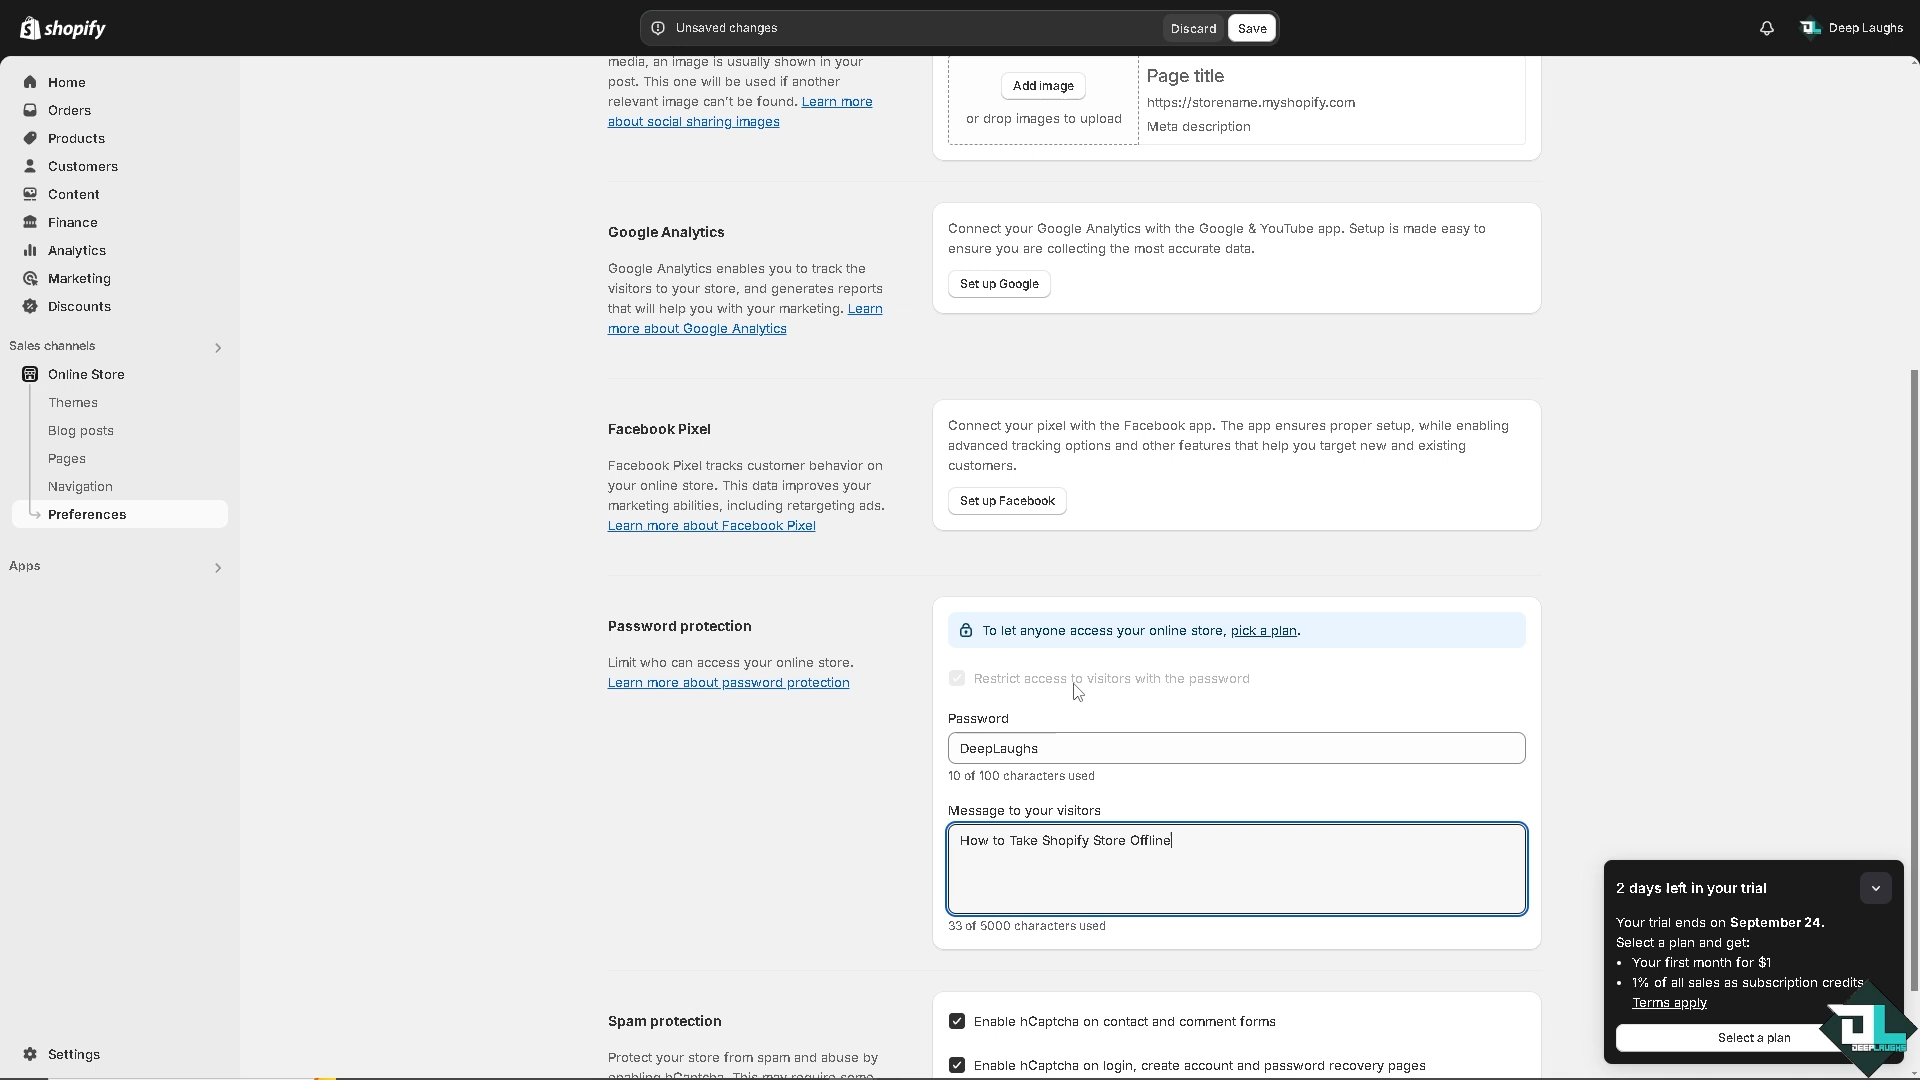 shopify
Unsaved changes
Discard
Save
Deep Laughs
Home
Orders
Products
Customers
Content
Finance
Analytics
Marketing
Discounts
Sales channels
Online Store
Themes
Blog posts
Pages
Navigation
Preferences
Apps
Settings
media, an image is usually shown in your
post. This one will be used if another
relevant image can't be found. Learn more
about social sharing images
Add image
or drop images to upload
Page title
https://storename.myshopify.com
Meta description
Google Analytics
Google Analytics enables you to track the
visitors to your store, and generates reports
that will help you with your marketing. Learn
more about Google Analytics
Connect your Google Analytics with the Google & YouTube app. Setup is made easy to
ensure you are collecting the most accurate data.
Set up Google
Facebook Pixel
Facebook Pixel tracks customer behavior on
your online store. This data improves your
marketing abilities, including retargeting ads.
Learn more about Facebook Pixel
Connect your pixel with the Facebook app. The app ensures proper setup, while enabling
advanced tracking options and other features that help you target new and existing
customers.
Set up Facebook
Password protection
Limit who can access your online store.
Learn more about password protection
To let anyone access your online store, pick a plan.
Restrict access to visitors with the password
Password
DeepLaughs
10 of 100 characters used
Message to your visitors
How to Take Shopify Store Offline
33 of 5000 characters used
Spam protection
Protect your store from spam and abuse by
enabling hCaptcha. This may require some
Enable hCaptcha on contact and comment forms
Enable hCaptcha on login, create account and password recovery pages
2 days left in your trial
Your trial ends on September 24.
Select a plan and get:
• Your first month for $1
• 1% of all sales as subscription credits
Terms apply
Select a plan
DL
DEEPLAUGHS